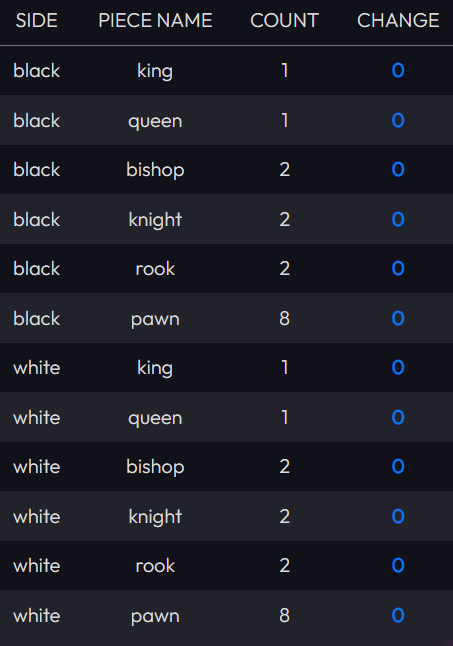 SIDE PIECE NAME COUNT CHANGE
black king 1 0
black queen 1 0
black bishop 2 0
black knight 2 0
black rook 2 0
black pawn 8 0
white king 1 0
white queen 1 0
white bishop 2 0
white knight 2 0
white rook 2 0
white pawn 8 0